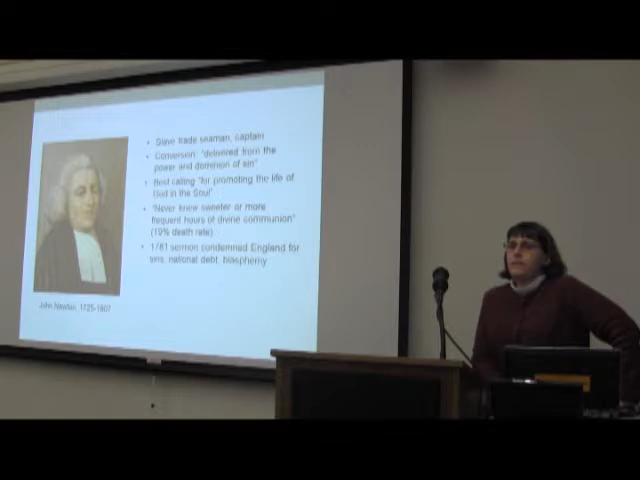 • Slave trade seaman, captain
• Conversion: "delivered from the
power and dominion of sin"
• Best calling "for promoting the life of
God in the Soul"
• "Never knew sweeter or more
frequent hours of divine communion"
(19% death rate)
• 1781 sermon condemned England for
sins, national debt, blasphemy
John Newton, 1725-1807